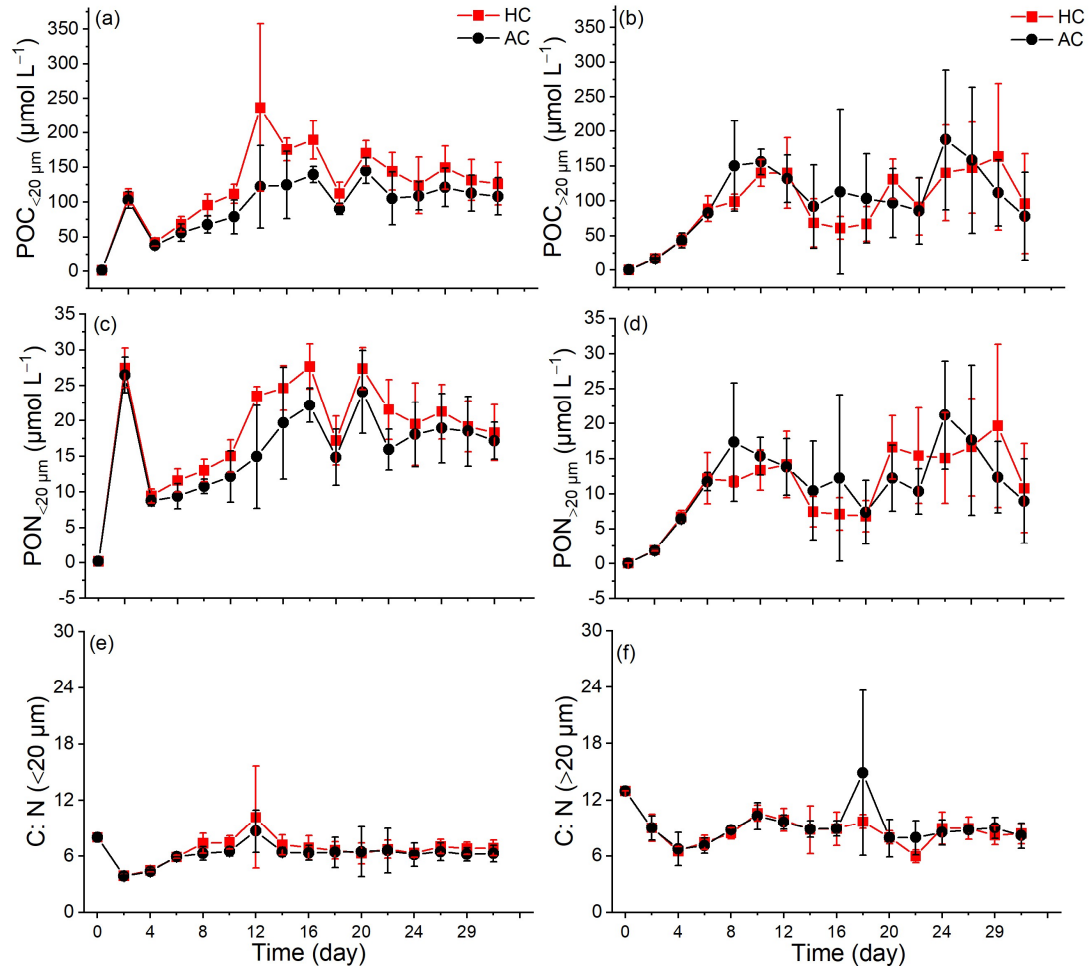 (a)
HC
AC
350
300
250
200
150
100
50
0
POC<20 µm (µmol L⁻¹)
(b)
HC
AC
350
300
250
200
150
100
50
0
POC>20 µm (µmol L⁻¹)
(c)
35
30
25
20
15
10
5
0
-5
PON<20 µm (µmol L⁻¹)
(d)
35
30
25
20
15
10
5
0
-5
PON>20 µm (µmol L⁻¹)
(e)
30
24
18
12
6
0
C: N (<20 µm)
0 4 8 12 16 20 24 29
Time (day)
(f)
30
24
18
12
6
0
C: N (>20 µm)
0 4 8 12 16 20 24 29
Time (day)